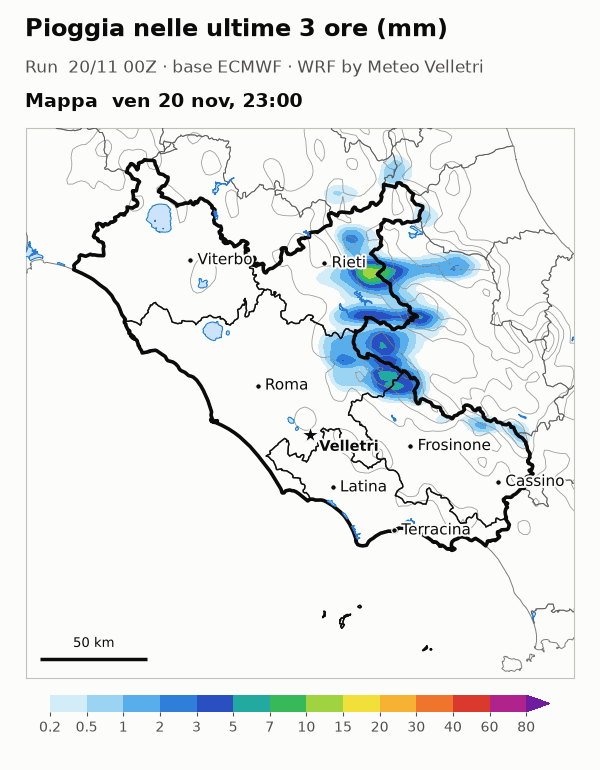 Pioggia nelle ultime 3 ore (mm)
Run  20/11 00Z · base ECMWF · WRF by Meteo Velletri
Mappa  ven 20 nov, 23:00
Viterbo
Rieti
Roma
Velletri
Frosinone
Latina
Cassino
Terracina
50 km
0.2 0.5 1 2 3 5 7 10 15 20 30 40 60 80